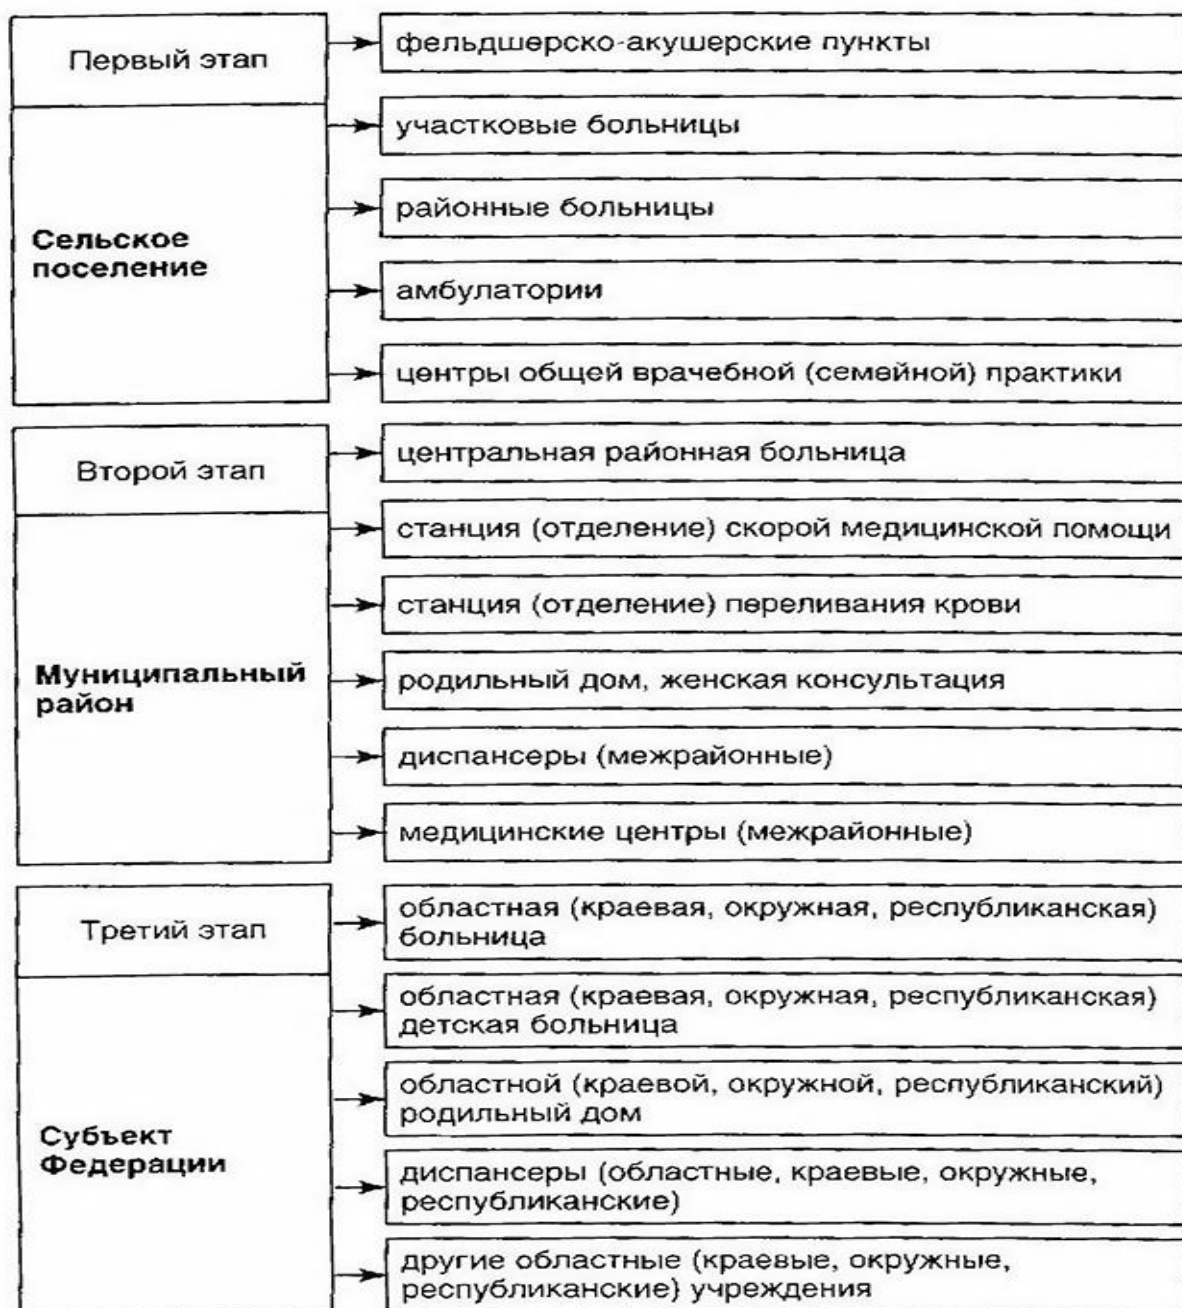 Первый этап
фельдшерско-акушерские пункты
участковые больницы
районные больницы
Сельское
поселение
амбулатории
центры общей врачебной (семейной) практики
Второй этап
центральная районная больница
станция (отделение) скорой медицинской помощи
станция (отделение) переливания крови
Муниципальный
район
родильный дом, женская консультация
диспансеры (межрайонные)
медицинские центры (межрайонные)
Третий этап
областная (краевая, окружная, республиканская)
больница
областная (краевая, окружная, республиканская)
детская больница
областной (краевой, окружной, республиканский)
родильный дом
Субъект
Федерации
диспансеры (областные, краевые, окружные,
республиканские)
другие областные (краевые, окружные,
республиканские) учреждения